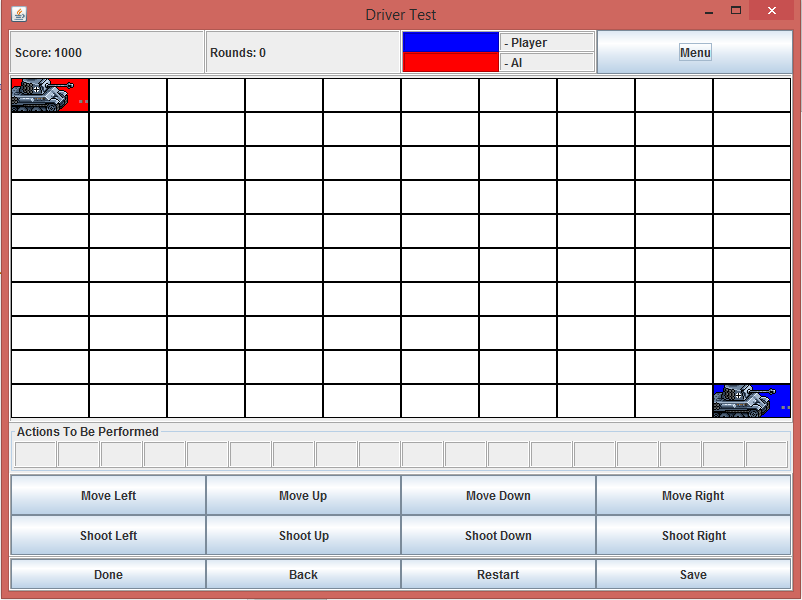 Driver Test
Score: 1000
Rounds: 0
- Player
- AI
Menu
Actions To Be Performed
Move Left
Move Up
Move Down
Move Right
Shoot Left
Shoot Up
Shoot Down
Shoot Right
Done
Back
Restart
Save